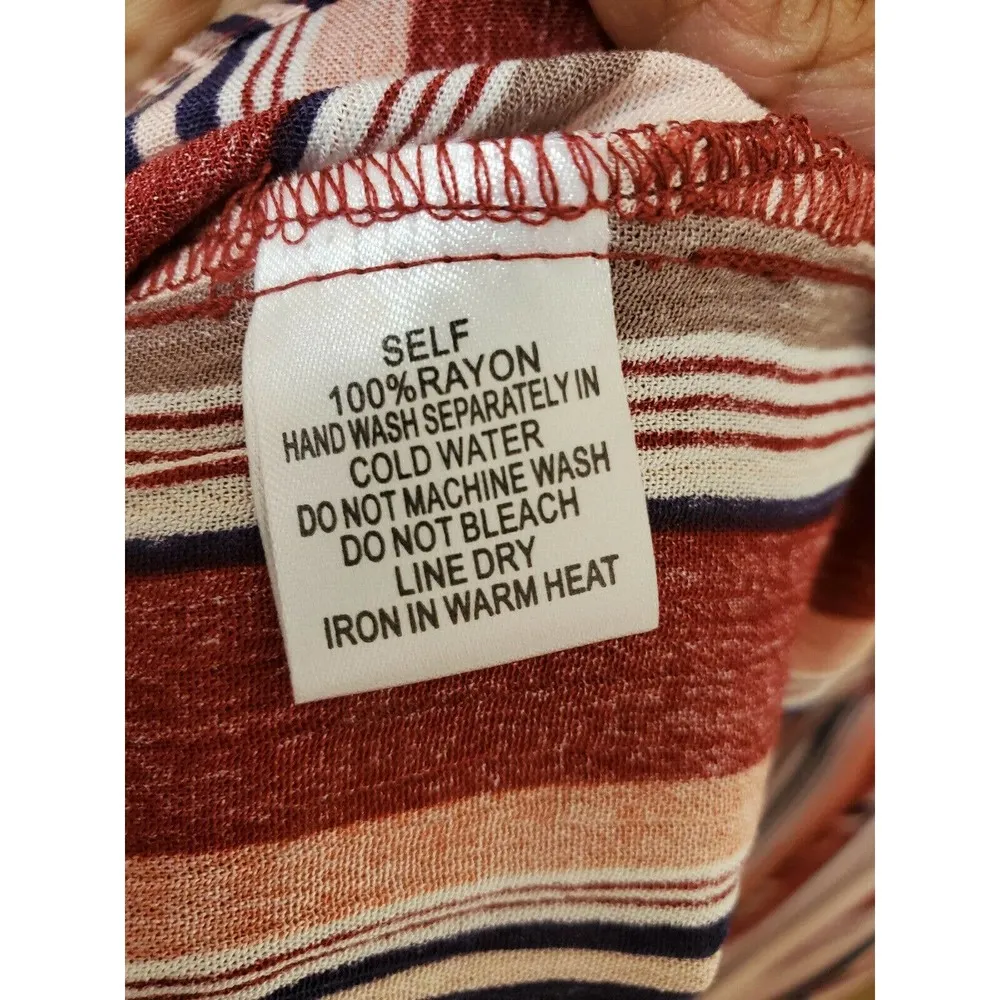 SELF
100%RAYON
HAND WASH SEPARATELY IN
COLD WATER
DO NOT MACHINE WASH
DO NOT BLEACH
LINE DRY
IRON IN WARM HEAT